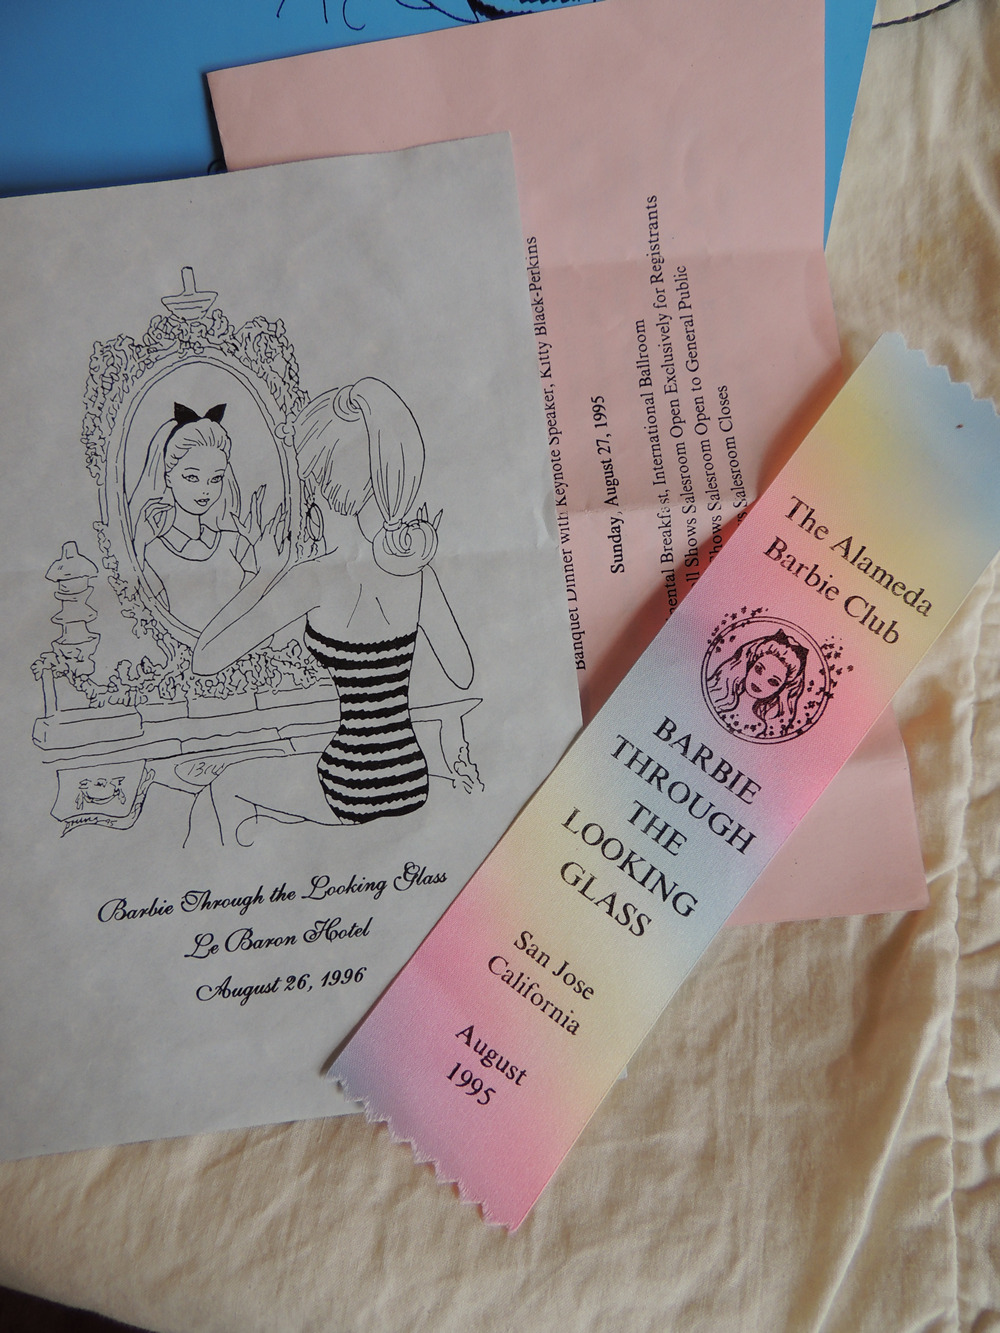 Barbie Through the Looking Glass
Le Baron Hotel
August 26, 1996
Banquet Dinner with Keynote Speaker, Kitty Black-Perkins
Sunday, August 27, 1995
Breakfast, International Ballroom
Shows Salesroom Open Exclusively for Registrants
Shows Salesroom Open to General Public
Salesroom Closes
The Alameda
Barbie Club
BARBIE
THROUGH
THE
LOOKING
GLASS
San Jose
California
August
1995